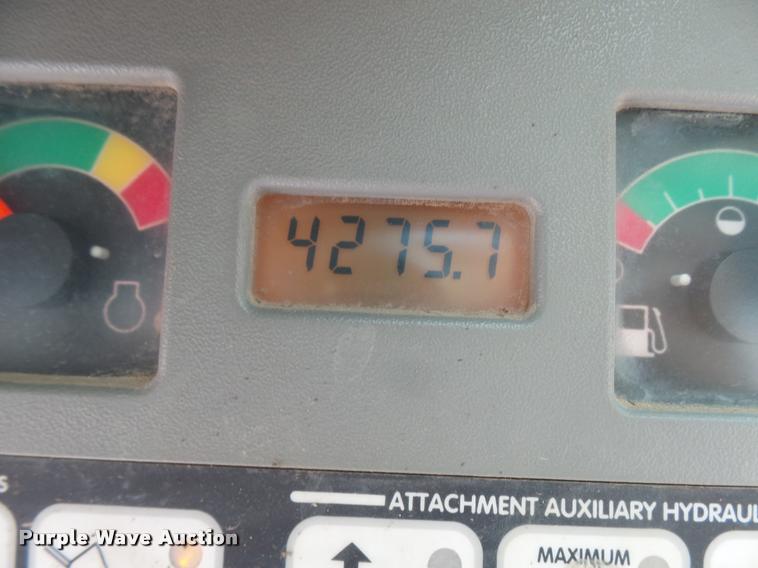 4275.7
ATTACHMENT AUXILIARY HYDRAUL
MAXIMUM
Purple Wave Auction